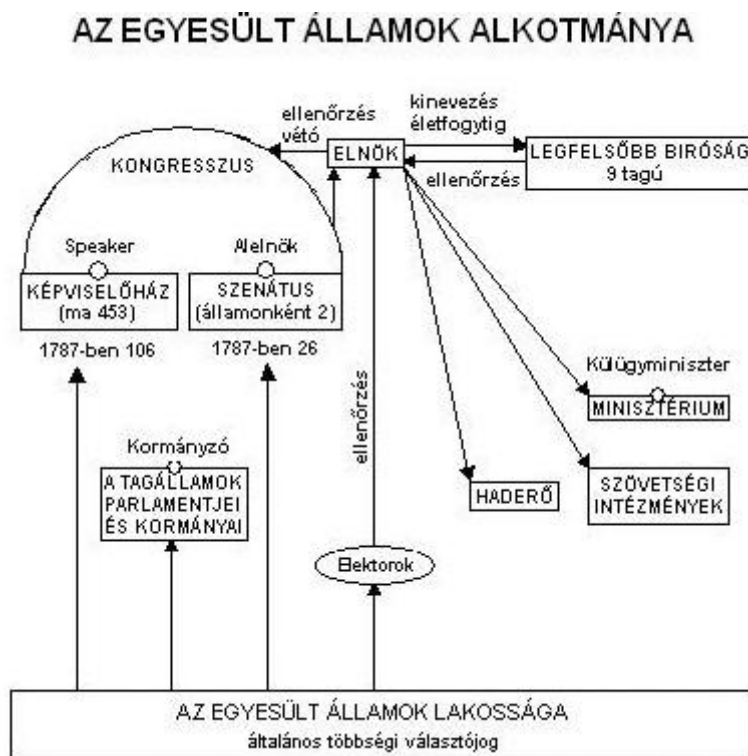 AZ EGYESÜLT ÁLLAMOK ALKOTMÁNYA
ellenőrzés
vétó
kinevezés
életfogytig
KONGRESSZUS
ELNÖK
LEGFELSŐBB BIRÓSÁG
9 tagú
ellenőrzés
Speaker
Alelnök
KÉPVISELŐHÁZ
(ma 453)
SZENÁTUS
(államonként 2)
1787-ben 106
1787-ben 26
Külügyminiszter
MINISZTÉRIUM
ellenőrzés
Kormányzó
A TAGÁLLAMOK
PARLAMENTJEI
ÉS KORMÁNYAI
HADERŐ
SZÖVETSÉGI
INTÉZMÉNYEK
Elektorok
AZ EGYESÜLT ÁLLAMOK LAKOSSÁGA
általános többségi választójog